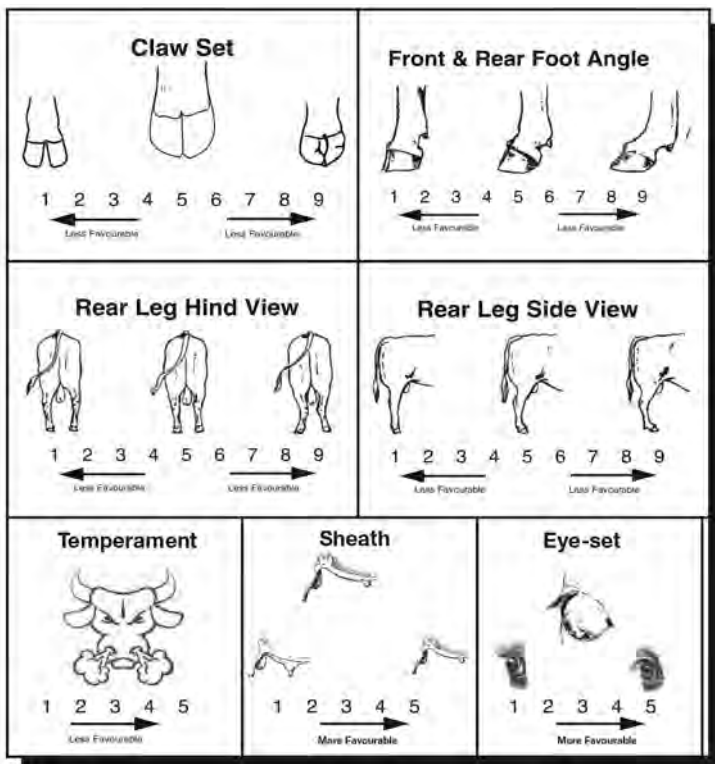 Claw Set
1 2 3 4 5 6 7 8 9
Less Favourable Less Favourable
Front & Rear Foot Angle
1 2 3 4 5 6 7 8 9
Less Favourable Less Favourable
Rear Leg Hind View
1 2 3 4 5 6 7 8 9
Less Favourable Less Favourable
Rear Leg Side View
1 2 3 4 5 6 7 8 9
Less Favourable Less Favourable
Temperament
1 2 3 4 5
Less Favourable
Sheath
1 2 3 4 5
More Favourable
Eye-set
1 2 3 4 5
More Favourable